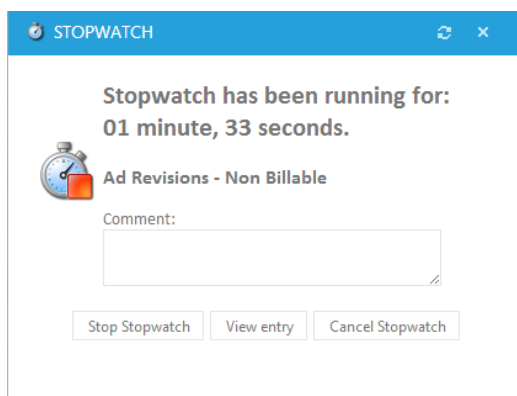 STOPWATCH
Stopwatch has been running for:
01 minute, 33 seconds.
Ad Revisions - Non Billable
Comment:
Stop Stopwatch View entry Cancel Stopwatch